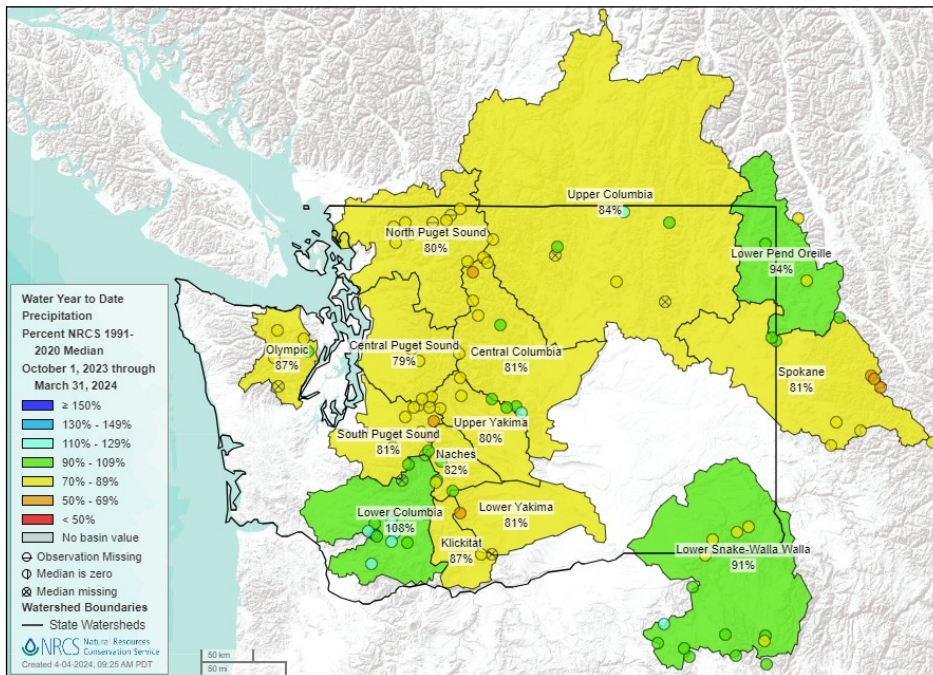 Upper Columbia
84%
North Puget Sound
80%
Lower Pend Oreille
94%
Water Year to Date
Precipitation
Percent NRCS 1991-
2020 Median
October 1, 2023 through
March 31, 2024
≥ 150%
130% - 149%
110% - 129%
90% - 109%
70% - 89%
50% - 69%
< 50%
No basin value
Observation Missing
Median is zero
Median missing
Watershed Boundaries
State Watersheds
NRCS Natural Resources
Conservation Service
Created 4-04-2024, 09:25 AM PDT
Olympic
87%
Central Puget Sound
79%
Central Columbia
81%
Spokane
81%
South Puget Sound
81%
Upper Yakima
80%
Naches
82%
Lower Columbia
108%
Lower Yakima
81%
Klickitat
87%
Lower Snake-Walla Walla
91%
50 km
50 mi